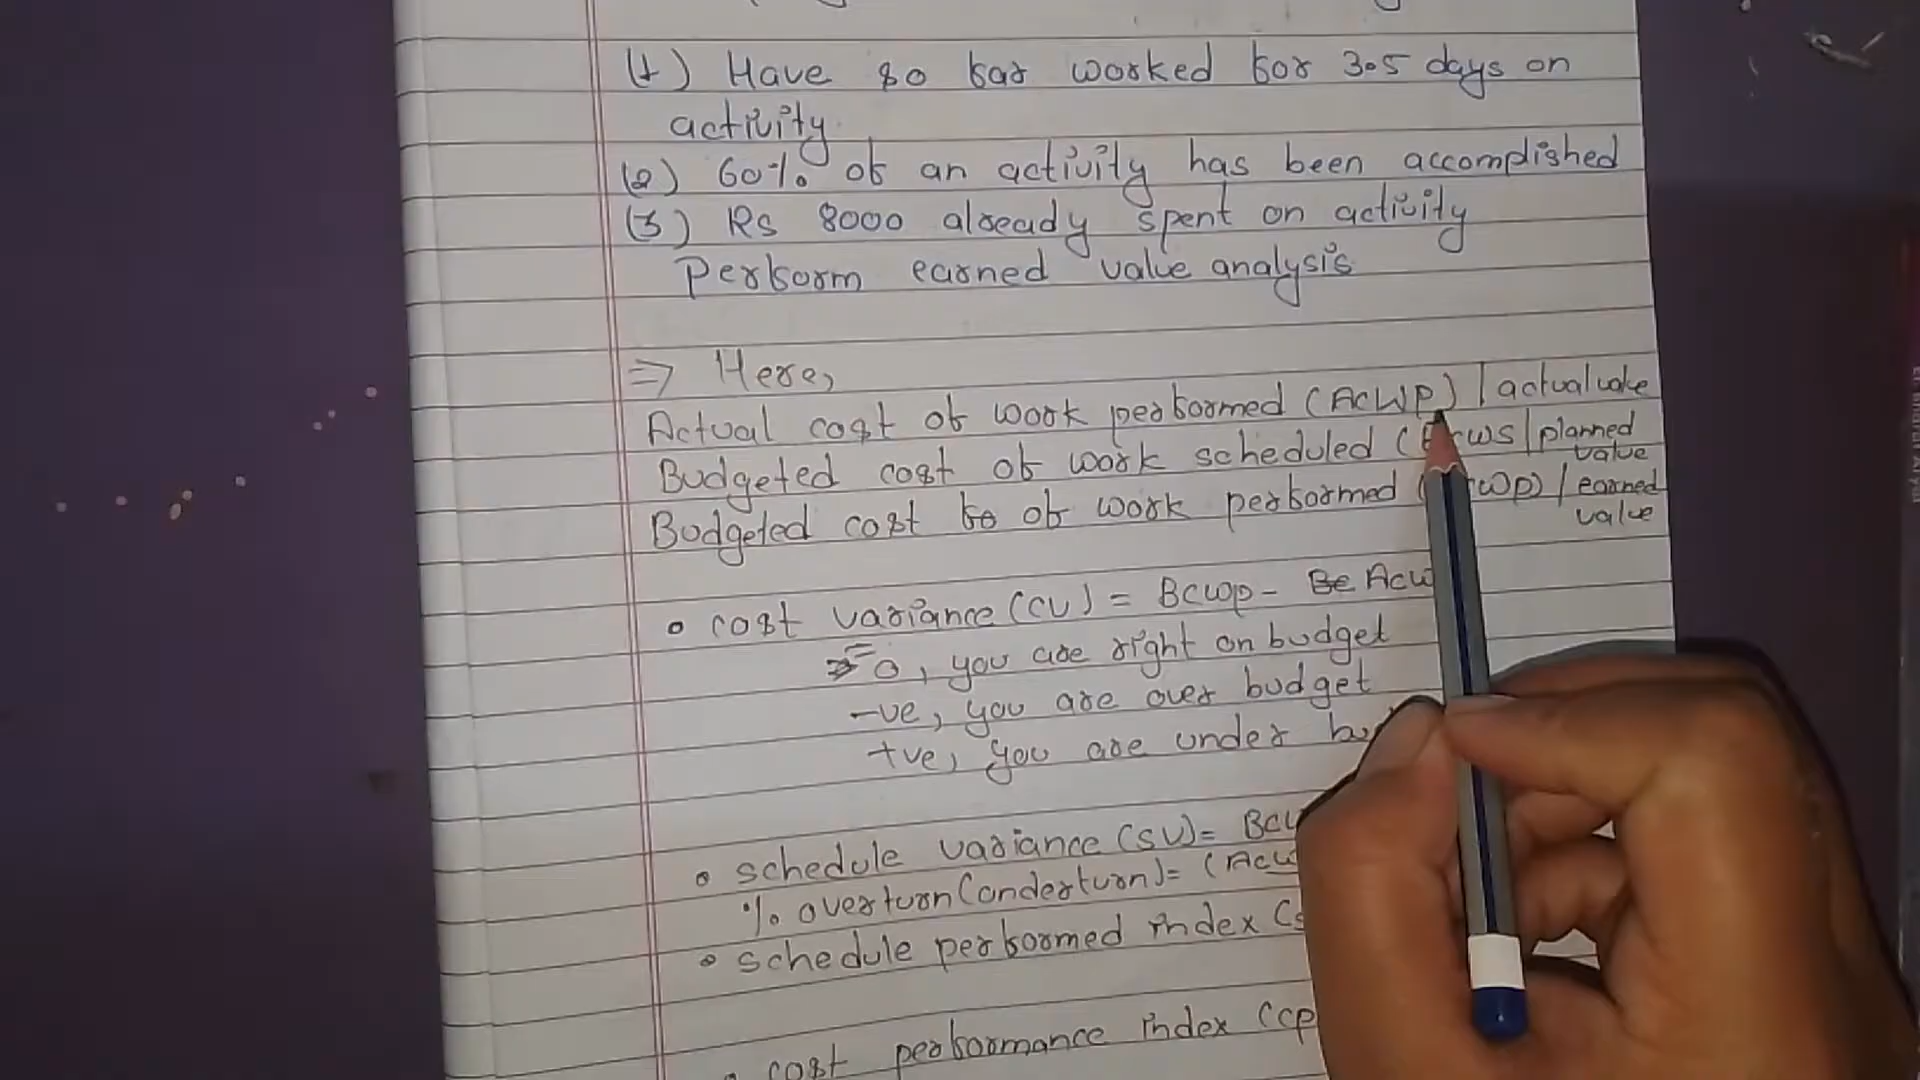 (1) Have so far worked for 3.5 days on
activity.
(2) 60% of an activity has been accomplished
(3) Rs 8000 already spent on activity
Perform earned value analysis
⇒ Here,
Actual cost of work performed (ACWP) | actual value
Budgeted cost of work scheduled ( | planned value
Budgeted cost of work performed ( | earned value
• cost variance (CV) = BCWP - ACW
= 0, you are right on budget
-ve, you are over budget
+ve, you are under
• schedule variance (SV) =
% overturn (underturn) =
• schedule performed index
cost performance index